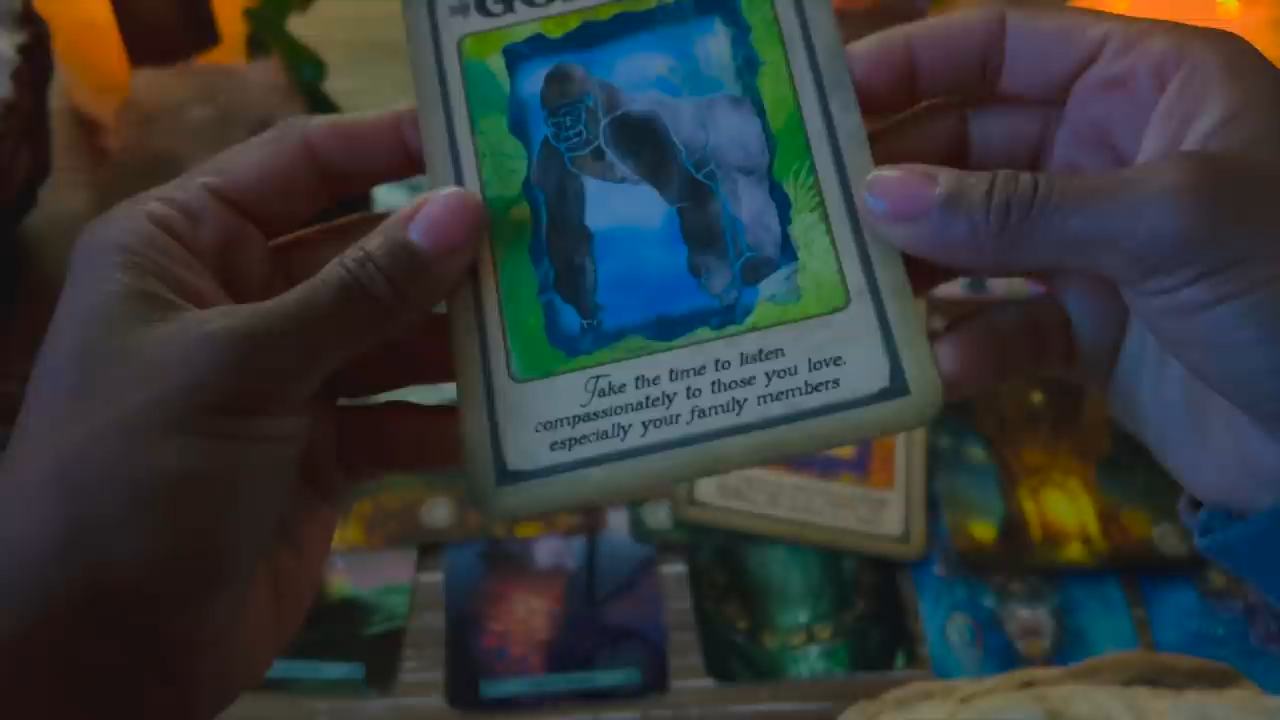 Take the time to listen
compassionately to those you love,
especially your family members